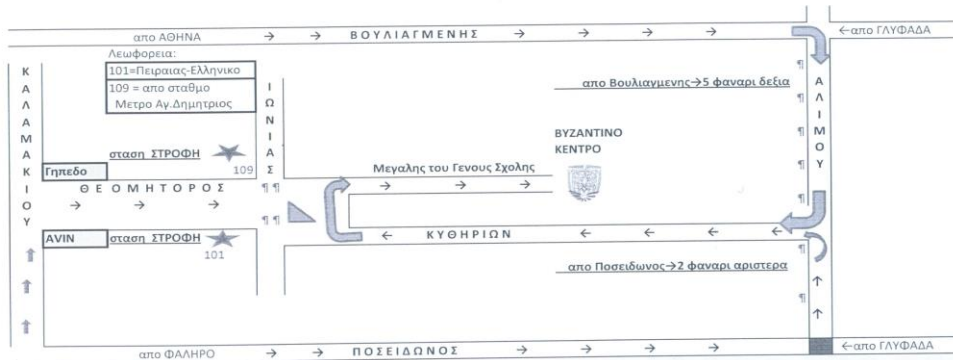 απο ΑΘΗΝΑ → → ΒΟΥΛΙΑΓΜΕΝΗΣ → → → →
←απο ΓΛΥΦΑΔΑ
Λεωφορεια:
101=Πειραιας-Ελληνικο
109 = απο σταθμο
Μετρο Αγ.Δημητριος
ΚΑΛΑΜΑΚΙΟΥ
ΙΩΝΙΑΣ
απο Βουλιαγμενης→5 φαναρι δεξια
ΑΛΙΜΟΥ
ΒΥΖΑΝΤΙΝΟ
ΚΕΝΤΡΟ
σταση ΣΤΡΟΦΗ
109
Γηπεδο
Μεγαλης του Γενους Σχολης
→ → →
ΘΕΟΜΗΤΟΡΟΣ
→ → →
AVIN
σταση ΣΤΡΟΦΗ
101
← ΚΥΘΗΡΙΩΝ ← ← ← ←
απο Ποσειδωνος→2 φαναρι αριστερα
απο ΦΑΛΗΡΟ → → ΠΟΣΕΙΔΩΝΟΣ → → → →
←απο ΓΛΥΦΑΔΑ